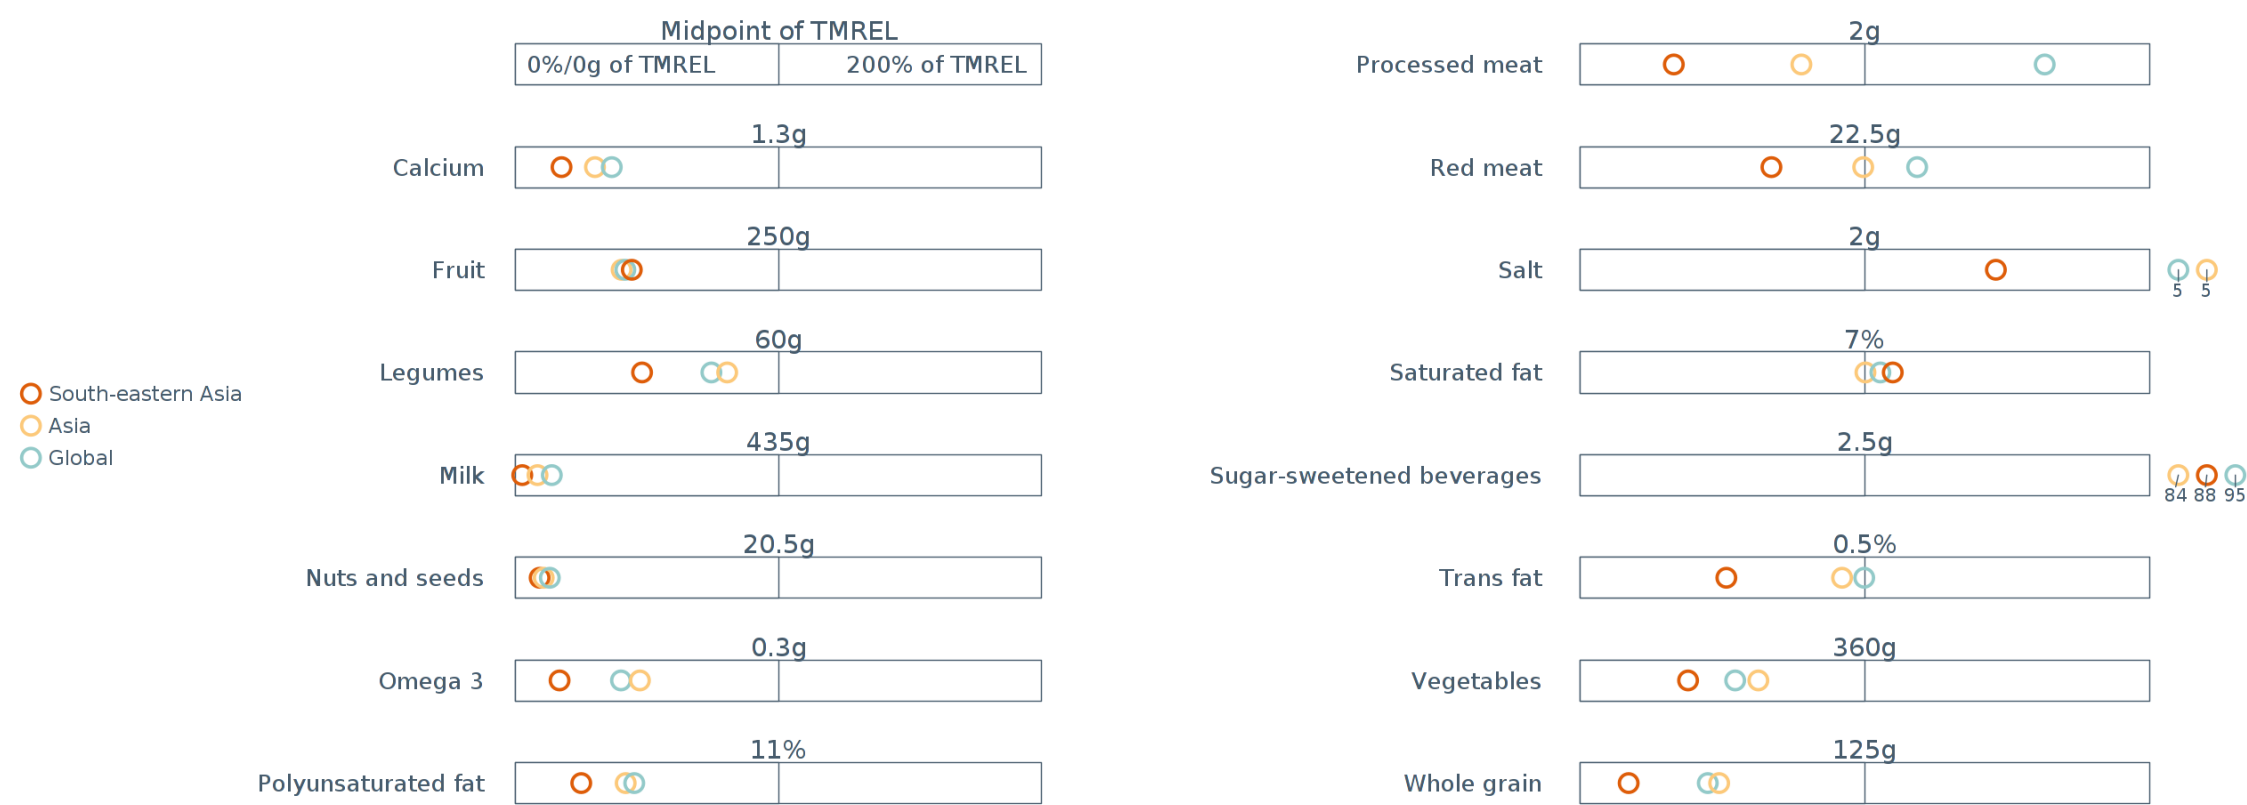 Midpoint of TMREL
0%/0g of TMREL
200% of TMREL
1.3g
Calcium
250g
Fruit
60g
Legumes
435g
Milk
20.5g
Nuts and seeds
0.3g
Omega 3
11%
Polyunsaturated fat
South-eastern Asia
Asia
Global
2g
Processed meat
22.5g
Red meat
2g
Salt
5 5
7%
Saturated fat
2.5g
Sugar-sweetened beverages
84 88 95
0.5%
Trans fat
360g
Vegetables
125g
Whole grain